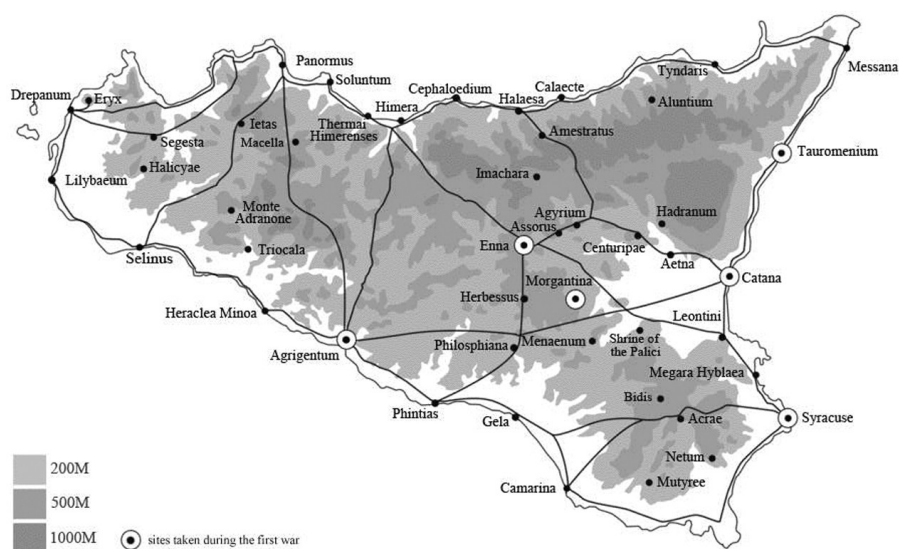 Panormus
Soluntum
Drepanum
Eryx
Himera
Cephaloedium
Calaecte
Halaesa
Tyndaris
Messana
Aluntium
Thermai
Himerenses
Ietas
Macella
Segesta
Amestratus
Tauromenium
Halicyae
Lilybaeum
Imachara
Monte
Adranone
Agyrium
Assorus
Hadranum
Triocala
Enna
Centuripae
Selinus
Aetna
Morgantina
Catana
Herbessus
Heraclea Minoa
Leontini
Agrigentum
Philosphiana
Menaenum
Shrine of
the Palici
Megara Hyblaea
Bidis
Phintias
Gela
Acrae
Syracuse
Netum
Mutyree
Camarina
200M
500M
1000M
sites taken during the first war